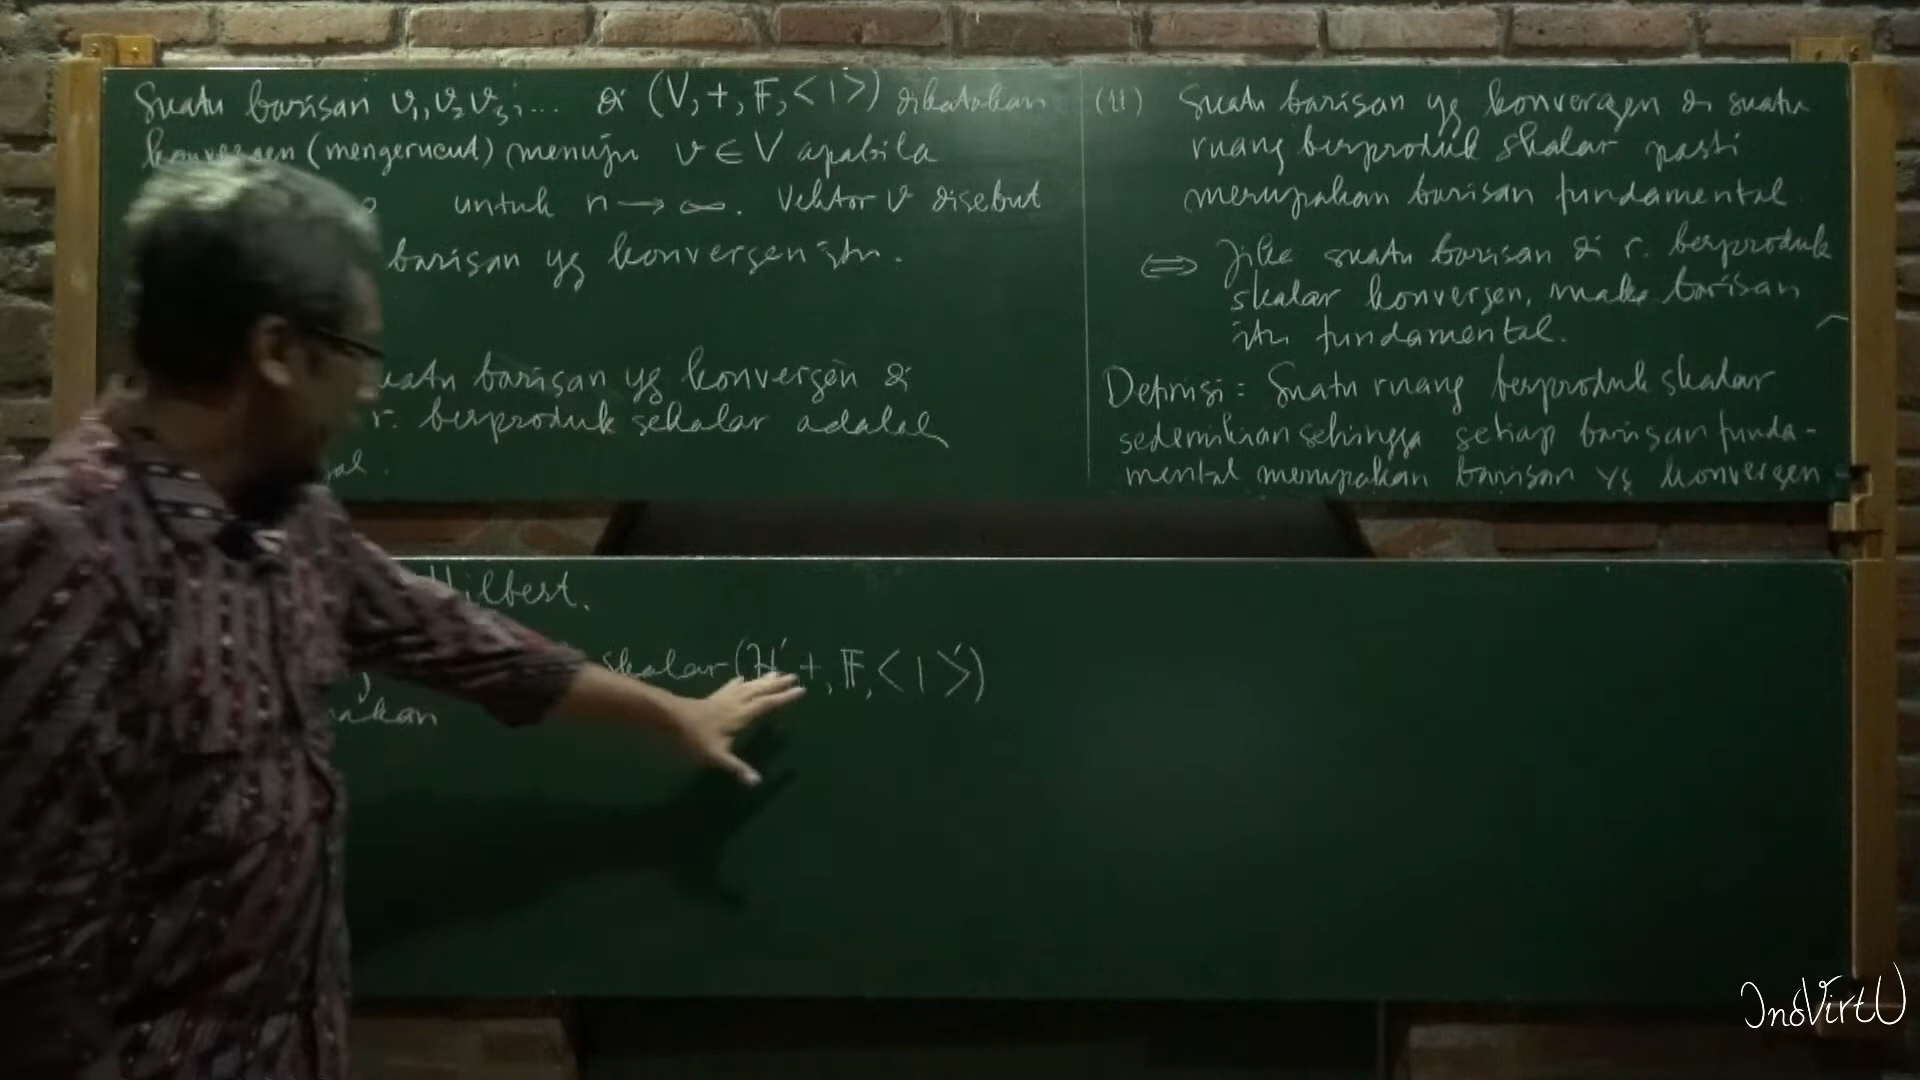 Suatu barisan v₁, v₂ v₃, ... di (V, +, F, < | >) dikatakan
konvergen (mengerucut) menuju v ∈ V apabila
untuk n → ∞. Vektor v disebut
barisan yg konvergen itu.
suatu barisan yg konvergen di
r. berproduk sekalar adalah
(ii) Suatu barisan yg konvergen di suatu
ruang berproduk skalar pasti
merupakan barisan fundamental
⇔ Jika suatu barisan di r. berproduk
skalar konvergen, maka barisan
itu fundamental.
Definisi : Suatu ruang berproduk skalar
sedemikian sehingga setiap barisan funda-
mental merupakan barisan yg konvergen
Hilbert.
skalar (H', +, F, < | >')